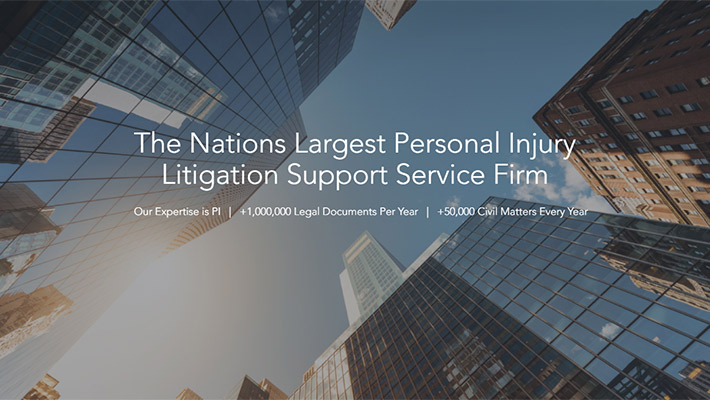 The Nations Largest Personal Injury
Litigation Support Service Firm
Our Expertise is PI | +1,000,000 Legal Documents Per Year | +50,000 Civil Matters Every Year